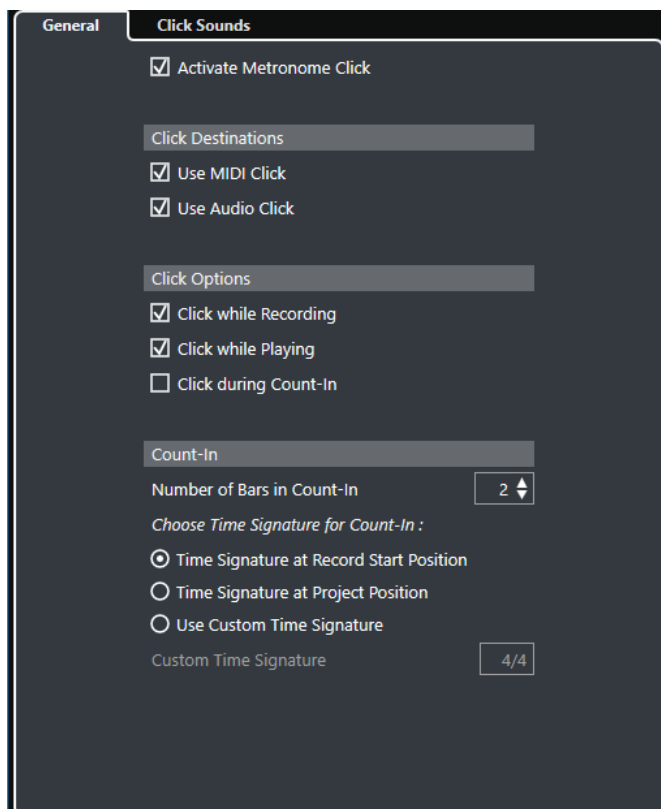 General Click Sounds
Activate Metronome Click
Click Destinations
Use MIDI Click
Use Audio Click
Click Options
Click while Recording
Click while Playing
Click during Count-In
Count-In
Number of Bars in Count-In 2
Choose Time Signature for Count-In :
Time Signature at Record Start Position
Time Signature at Project Position
Use Custom Time Signature
Custom Time Signature 4/4